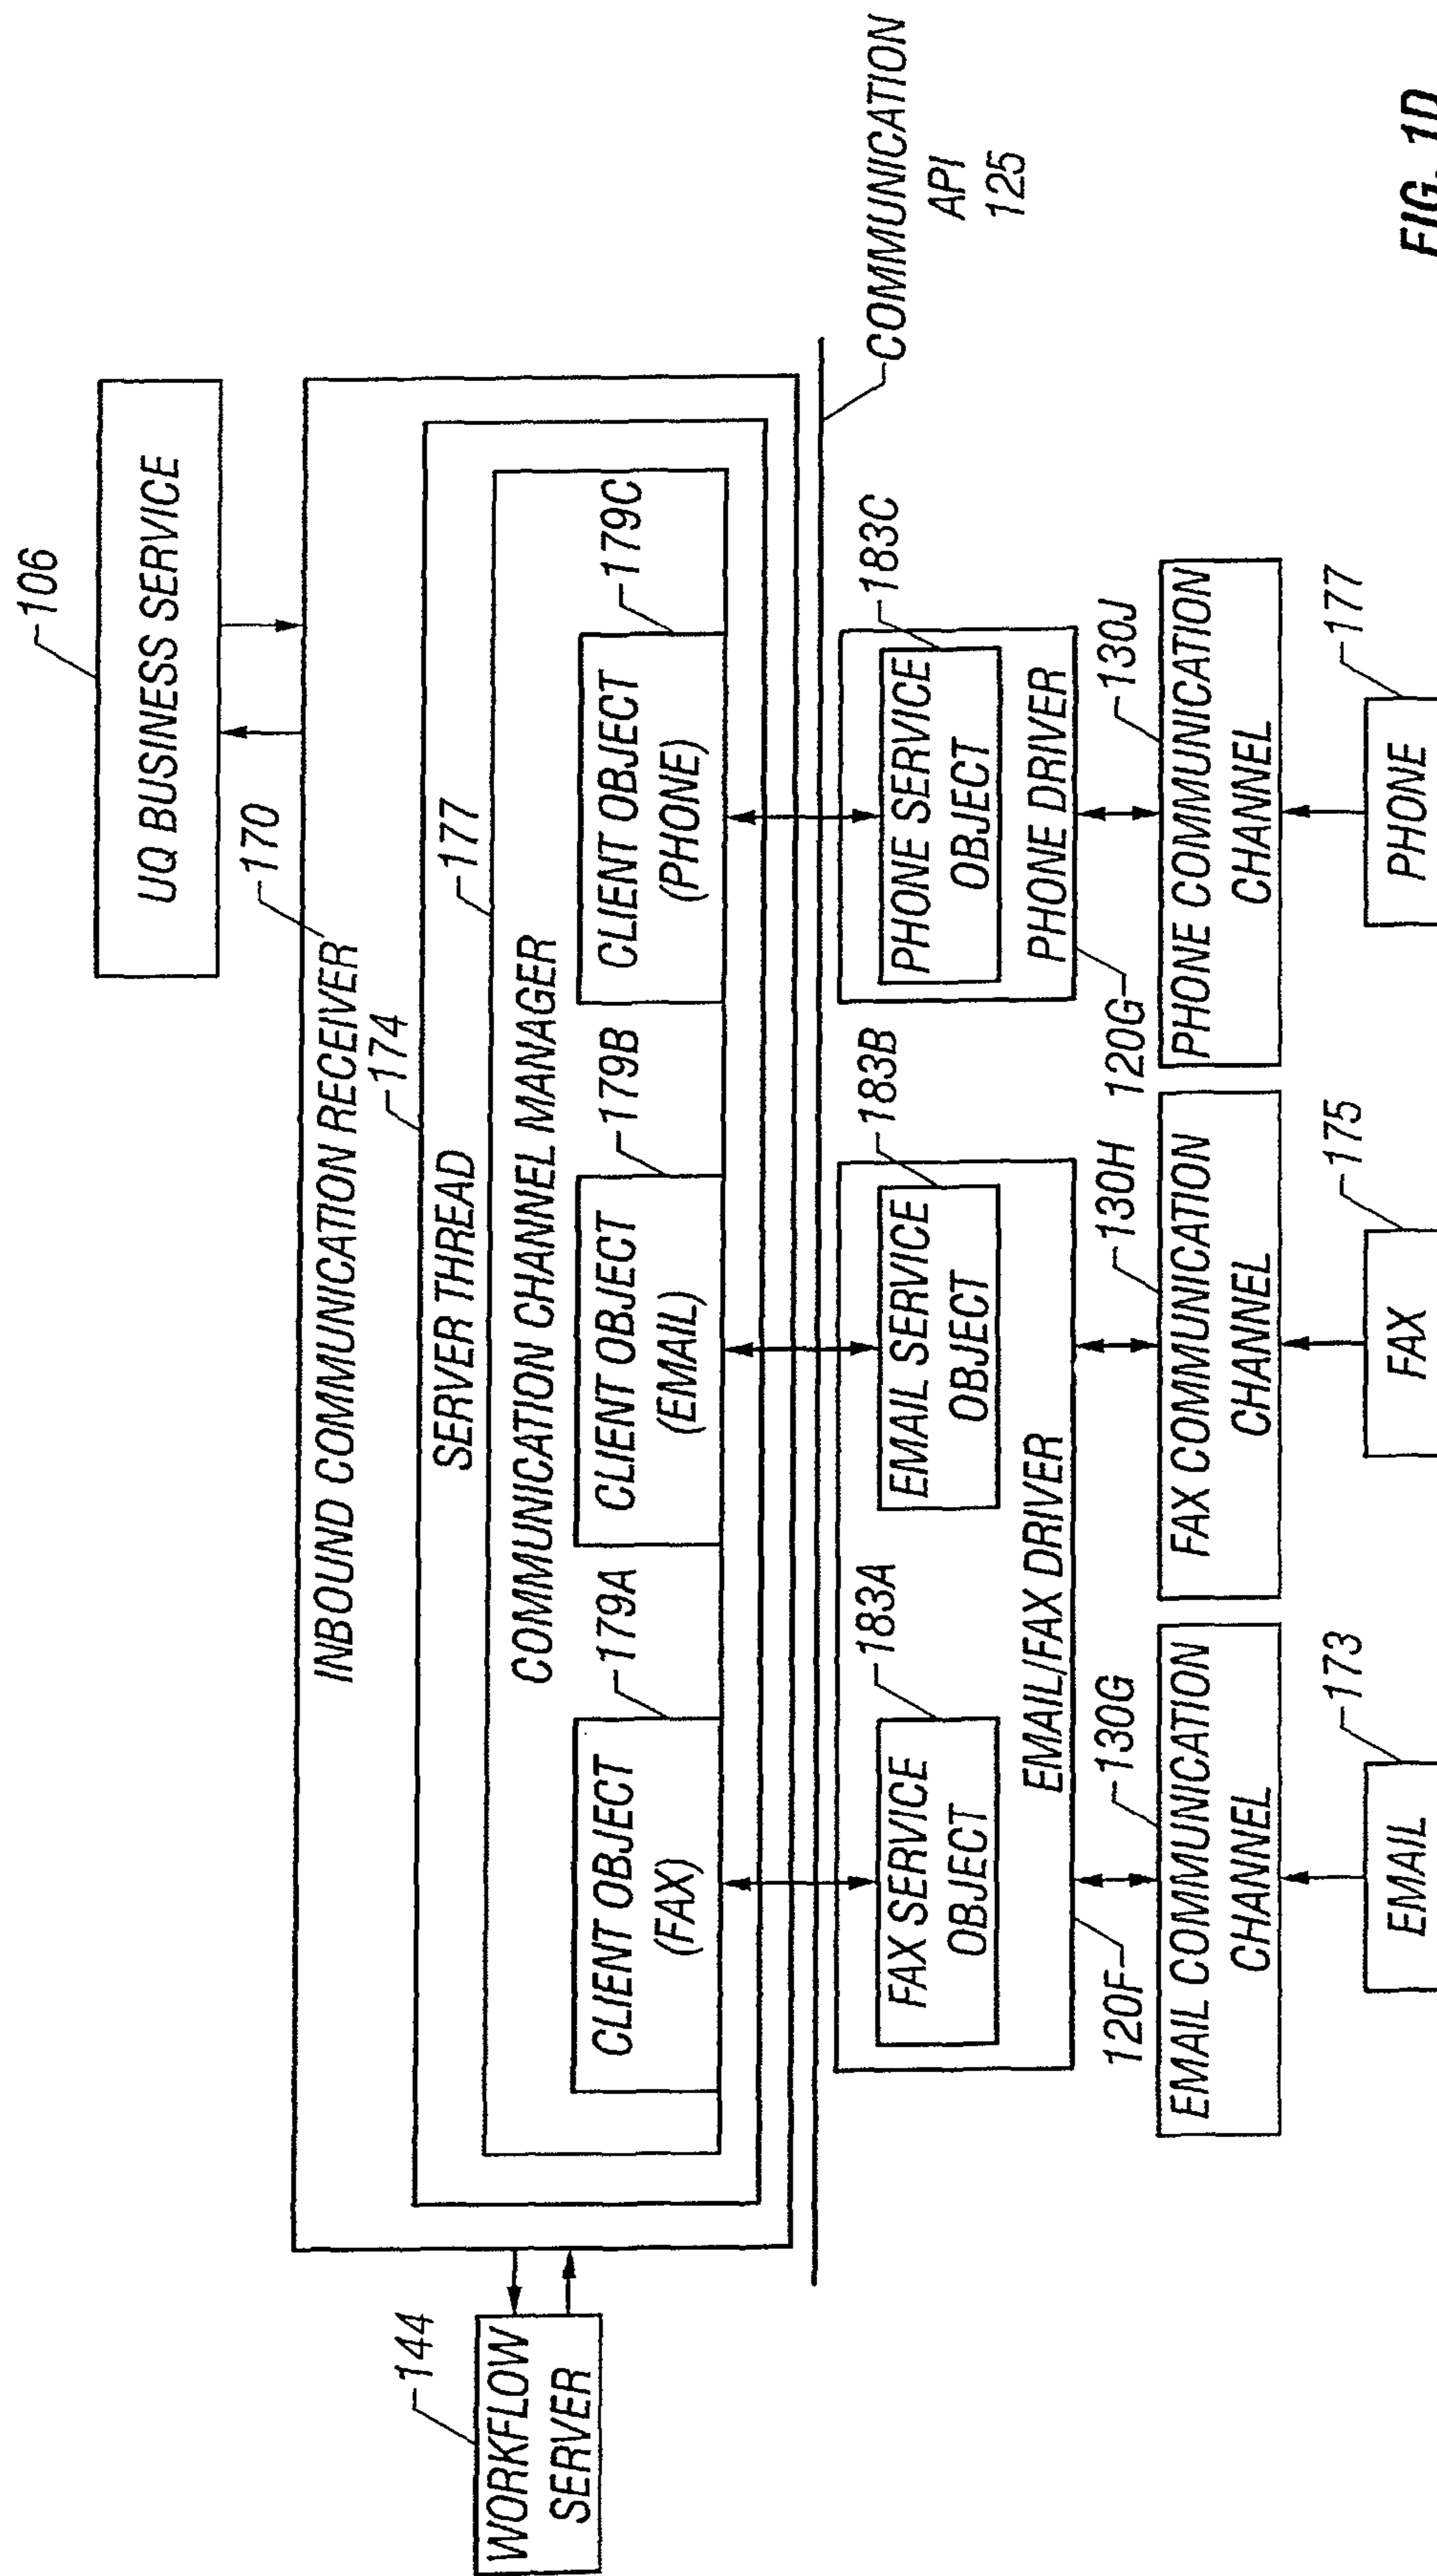 106
UQ BUSINESS SERVICE
170
INBOUND COMMUNICATION RECEIVER
174
SERVER THREAD
177
COMMUNICATION CHANNEL MANAGER
144
WORKFLOW
SERVER
CLIENT OBJECT
(FAX)
179A
CLIENT OBJECT
(EMAIL)
179B
CLIENT OBJECT
(PHONE)
179C
COMMUNICATION
API
125
FAX SERVICE
OBJECT
183A
EMAIL SERVICE
OBJECT
183B
EMAIL/FAX DRIVER
PHONE SERVICE
OBJECT
183C
PHONE DRIVER
120F
130G
130H
120G
130J
EMAIL COMMUNICATION
CHANNEL
FAX COMMUNICATION
CHANNEL
PHONE COMMUNICATION
CHANNEL
173
175
177
EMAIL
FAX
PHONE
FIG. 1D